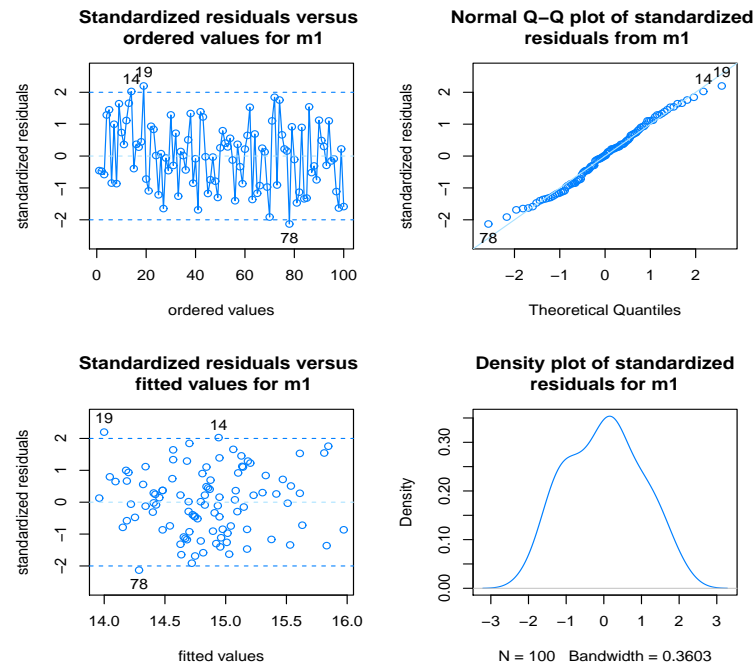 Standardized residuals versus
ordered values for m1
standardized residuals
2
1
0
-1
-2
14
19
78
0 20 40 60 80 100
ordered values
Normal Q-Q plot of standardized
residuals from m1
standardized residuals
2
1
0
-1
-2
14 19
78
-2 -1 0 1 2
Theoretical Quantiles
Standardized residuals versus
fitted values for m1
standardized residuals
2
1
0
-1
-2
19
14
78
14.0 14.5 15.0 15.5 16.0
fitted values
Density plot of standardized
residuals for m1
Density
0.30
0.20
0.10
0.00
-3 -2 -1 0 1 2 3
N = 100 Bandwidth = 0.3603